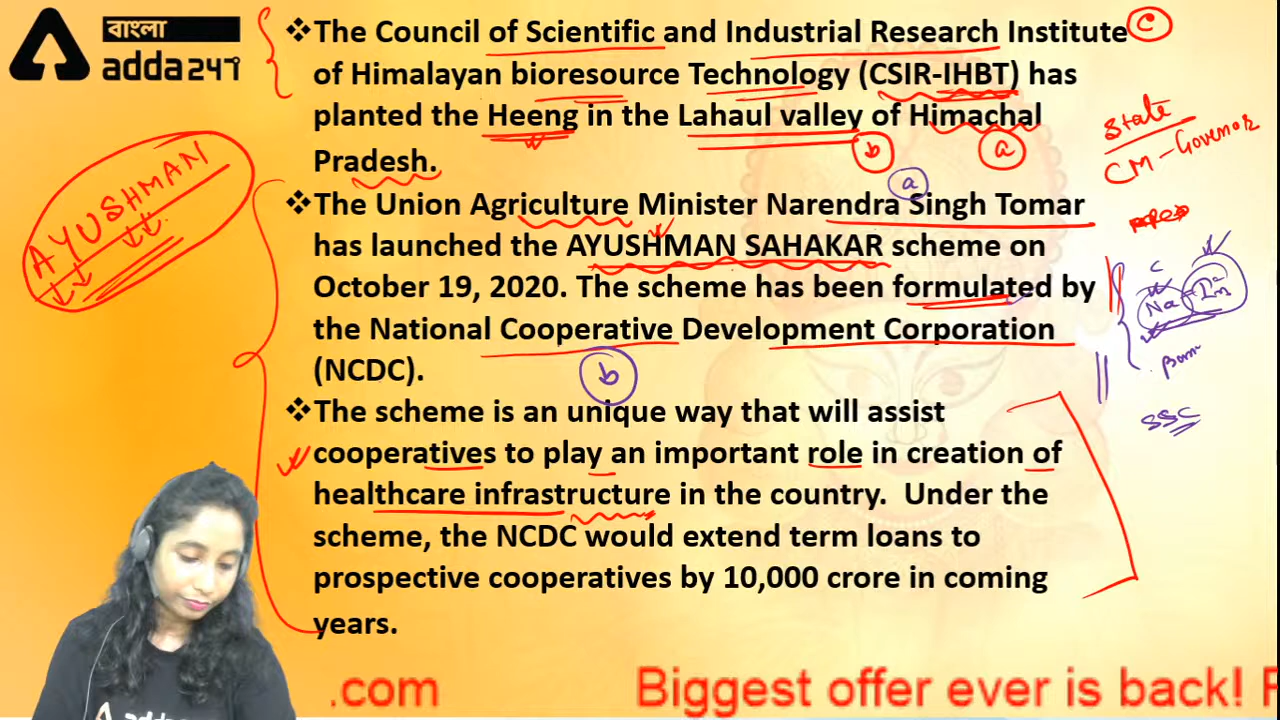 বাংলা
adda247
❖The Council of Scientific and Industrial Research Institute
of Himalayan bioresource Technology (CSIR-IHBT) has
planted the Heeng in the Lahaul valley of Himachal
Pradesh.
❖The Union Agriculture Minister Narendra Singh Tomar
has launched the AYUSHMAN SAHAKAR scheme on
October 19, 2020. The scheme has been formulated by
the National Cooperative Development Corporation
(NCDC).
❖The scheme is an unique way that will assist
cooperatives to play an important role in creation of
healthcare infrastructure in the country. Under the
scheme, the NCDC would extend term loans to
prospective cooperatives by 10,000 crore in coming
years.
AYUSHMAN
c
b
a
a
b
State
CM - Governor
c
SSC
.com
Biggest offer ever is back! F